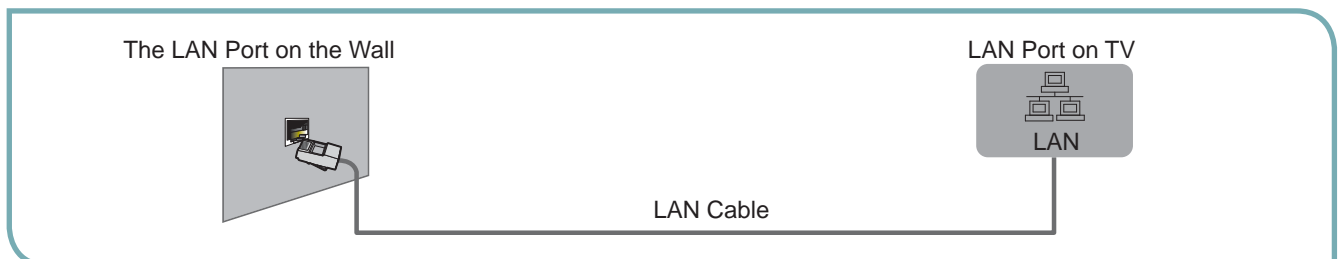 The LAN Port on the Wall
LAN Port on TV
LAN
LAN Cable